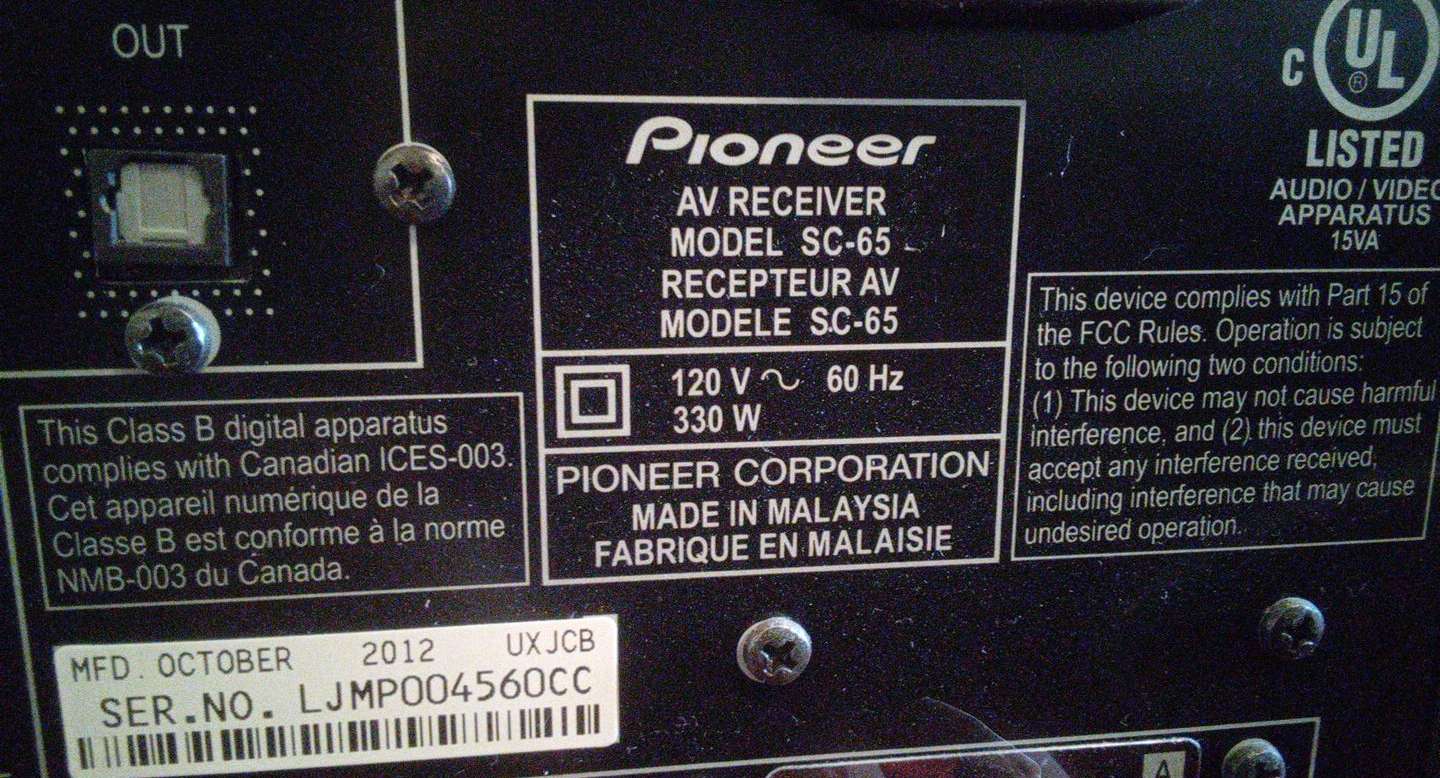 OUT
Pioneer
AV RECEIVER
MODEL SC-65
RECEPTEUR AV
MODELE SC-65
120 V ~ 60 Hz
330 W
PIONEER CORPORATION
MADE IN MALAYSIA
FABRIQUE EN MALAISIE
C UL ®
LISTED
AUDIO / VIDEO
APPARATUS
15VA
This device complies with Part 15 of
the FCC Rules. Operation is subject
to the following two conditions:
(1) This device may not cause harmful
interference, and (2) this device must
accept any interference received,
including interference that may cause
undesired operation.
This Class B digital apparatus
complies with Canadian ICES-003.
Cet appareil numérique de la
Classe B est conforme à la norme
NMB-003 du Canada.
MFD. OCTOBER 2012 UXJCB
SER.NO. LJMP004560CC
A